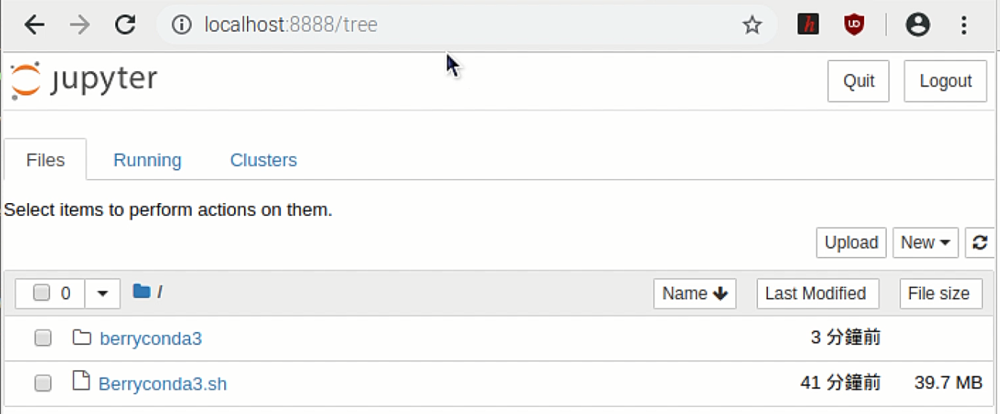 localhost:8888/tree
jupyter
Quit
Logout
Files
Running
Clusters
Select items to perform actions on them.
Upload
New
0
/
Name
Last Modified
File size
berryconda3
3 分鐘前
Berryconda3.sh
41 分鐘前
39.7 MB